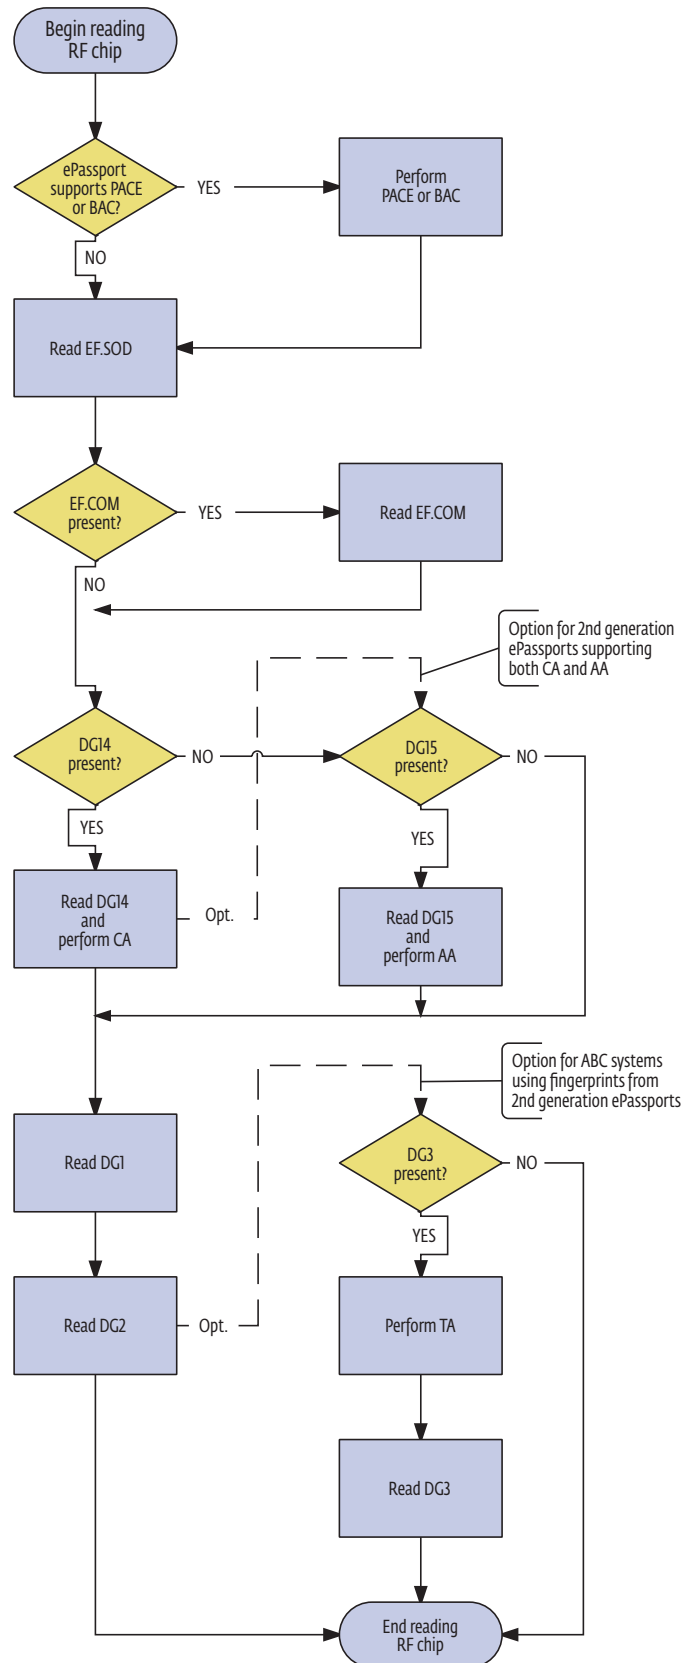 Begin reading
RF chip
ePassport
supports PACE
or BAC?
YES
Perform
PACE or BAC
NO
Read EF.SOD
EF.COM
present?
YES
Read EF.COM
NO
Option for 2nd generation
ePassports supporting
both CA and AA
DG14
present?
NO
DG15
present?
NO
YES
YES
Read DG14
and
perform CA
Opt.
Read DG15
and
perform AA
Option for ABC systems
using fingerprints from
2nd generation ePassports
Read DG1
DG3
present?
NO
YES
Read DG2
Opt.
Perform TA
Read DG3
End reading
RF chip